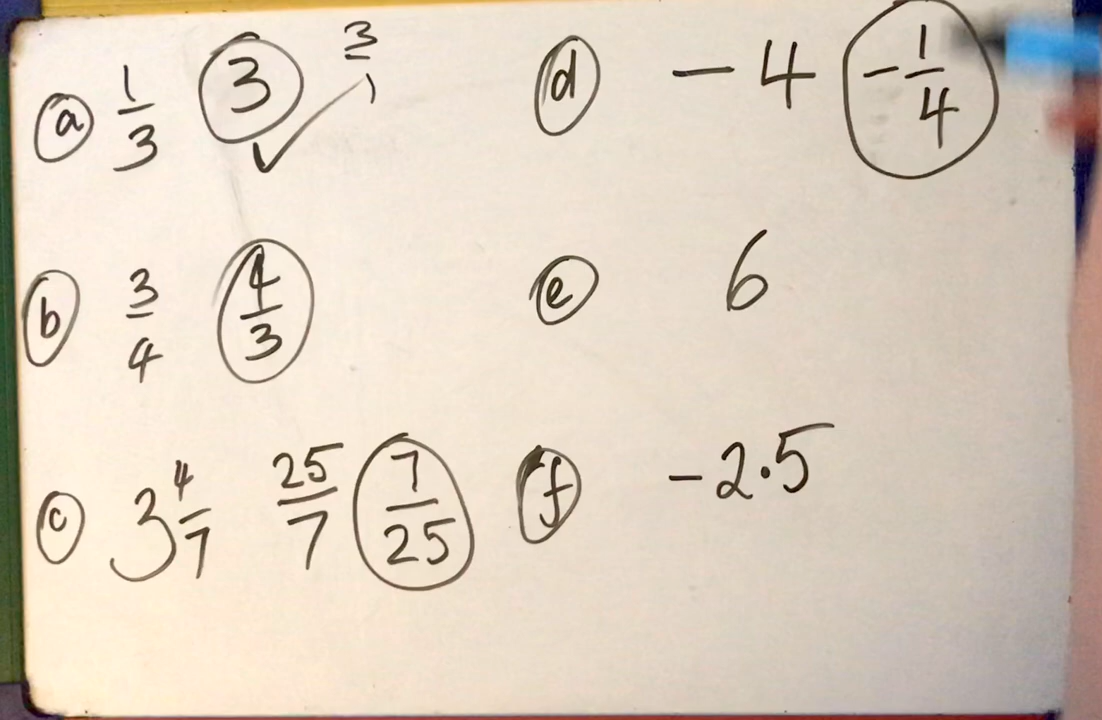 ⓐ 1/3 3 ✓ 3/1
ⓑ 3/4 4/3
ⓒ 3 4/7 25/7 7/25
ⓓ -4 -1/4
ⓔ 6
ⓕ -2·5